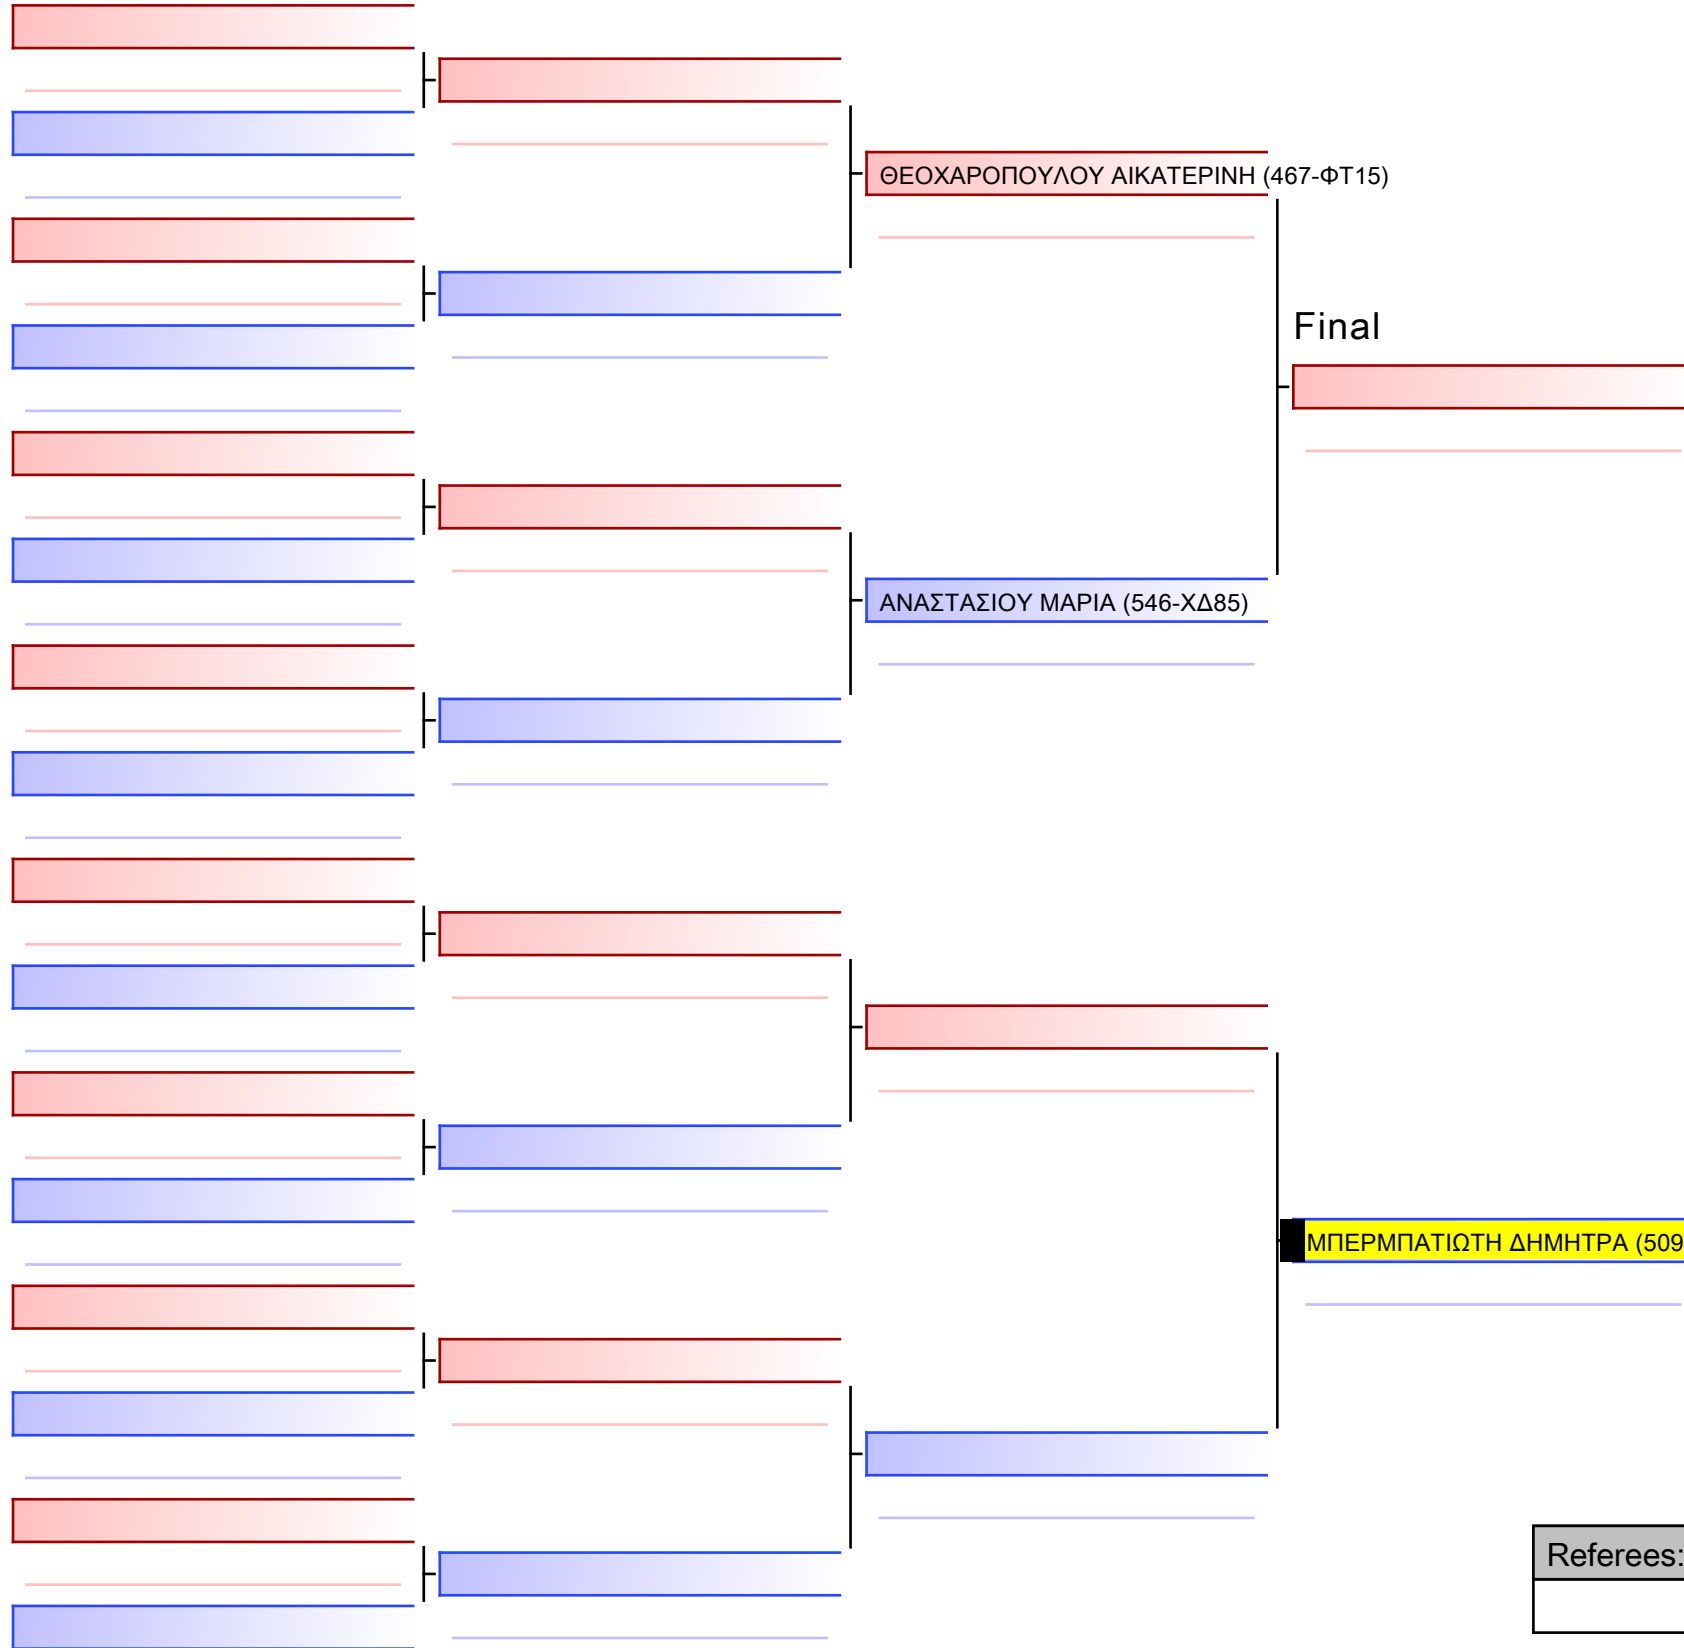 ΘΕΟΧΑΡΟΠΟΥΛΟΥ ΑΙΚΑΤΕΡΙΝΗ (467-ΦΤ15)
Final
ΑΝΑΣΤΑΣΙΟΥ ΜΑΡΙΑ (546-ΧΔ85)
ΜΠΕΡΜΠΑΤΙΩΤΗ ΔΗΜΗΤΡΑ (509
Referees: